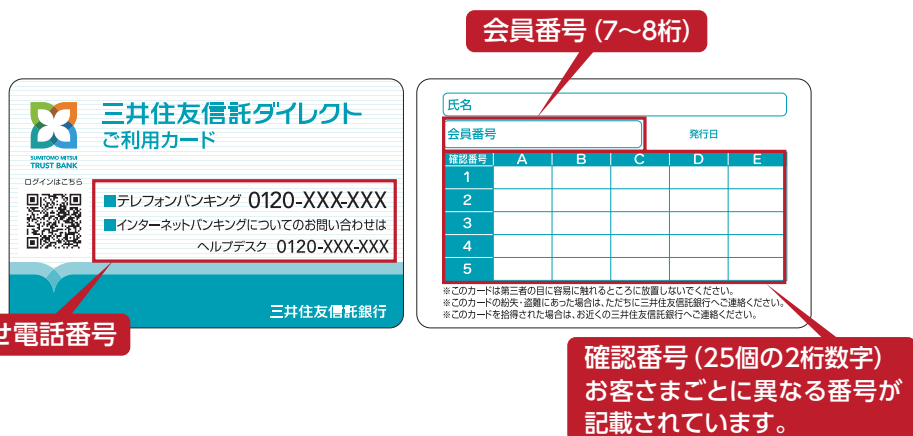 会員番号（7～8桁）
SUMITOMO MITSUI
TRUST BANK
三井住友信託ダイレクト
ご利用カード
ログインはこちら
■テレフォンバンキング 0120-XXX-XXX
■インターネットバンキングについてのお問い合わせは
ヘルプデスク 0120-XXX-XXX
三井住友信託銀行
せ電話番号
氏名
会員番号 発行日
確認番号 A B C D E
1
2
3
4
5
※このカードは第三者の目に容易に触れるところに放置しないでください。
※このカードの紛失・盗難にあった場合は、ただちに三井住友信託銀行へご連絡ください。
※このカードを拾得された場合は、お近くの三井住友信託銀行へご連絡ください。
確認番号（25個の2桁数字）
お客さまごとに異なる番号が
記載されています。